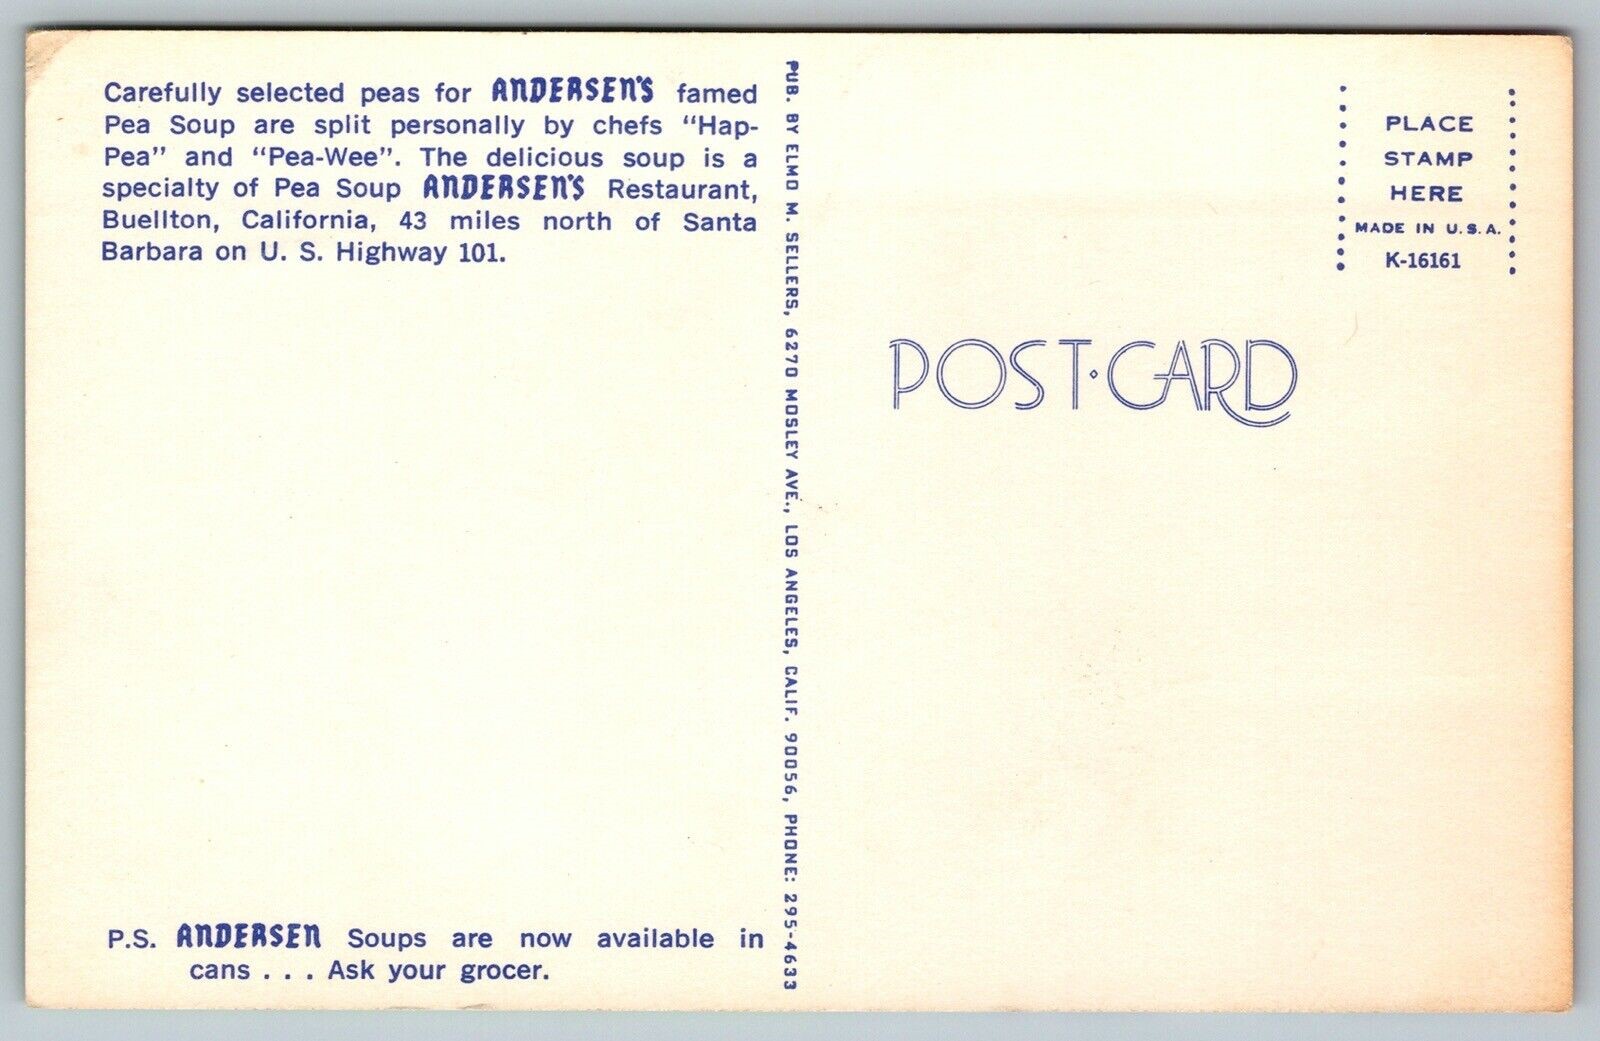 Carefully selected peas for ANDERSEN'S famed
Pea Soup are split personally by chefs "Hap-
Pea" and "Pea-Wee". The delicious soup is a
specialty of Pea Soup ANDERSEN'S Restaurant,
Buellton, California, 43 miles north of Santa
Barbara on U. S. Highway 101.
P.S. ANDERSEN Soups are now available in
cans . . . Ask your grocer.
PUB. BY ELMO M. SELLERS, 6270 MOSLEY AVE., LOS ANGELES, CALIF. 90056, PHONE: 295-4633
PLACE
STAMP
HERE
MADE IN U.S.A.
K-16161
POST·CARD